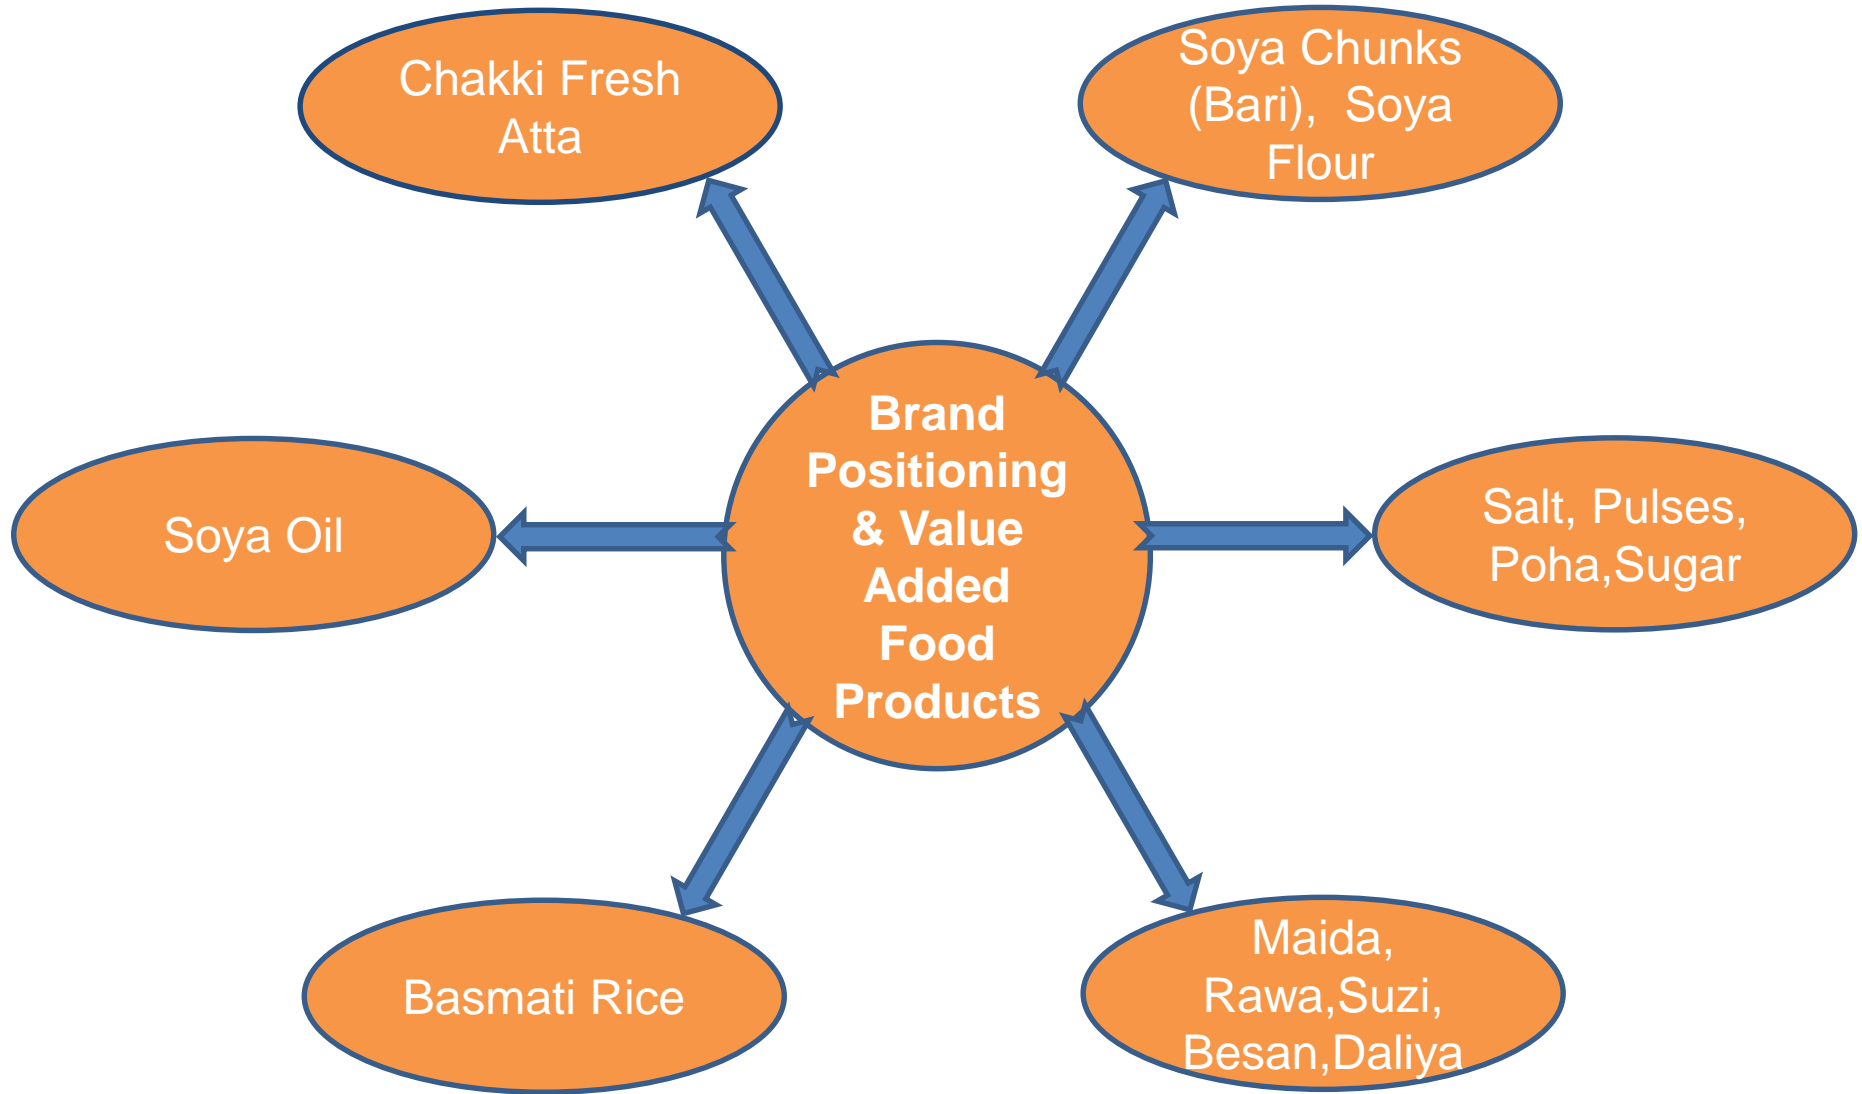 Chakki Fresh
Atta
Soya Chunks
(Bari),  Soya
Flour
Brand
Positioning
& Value
Added
Food
Products
Soya Oil
Salt, Pulses,
Poha,Sugar
Basmati Rice
Maida,
Rawa,Suzi,
Besan,Daliya